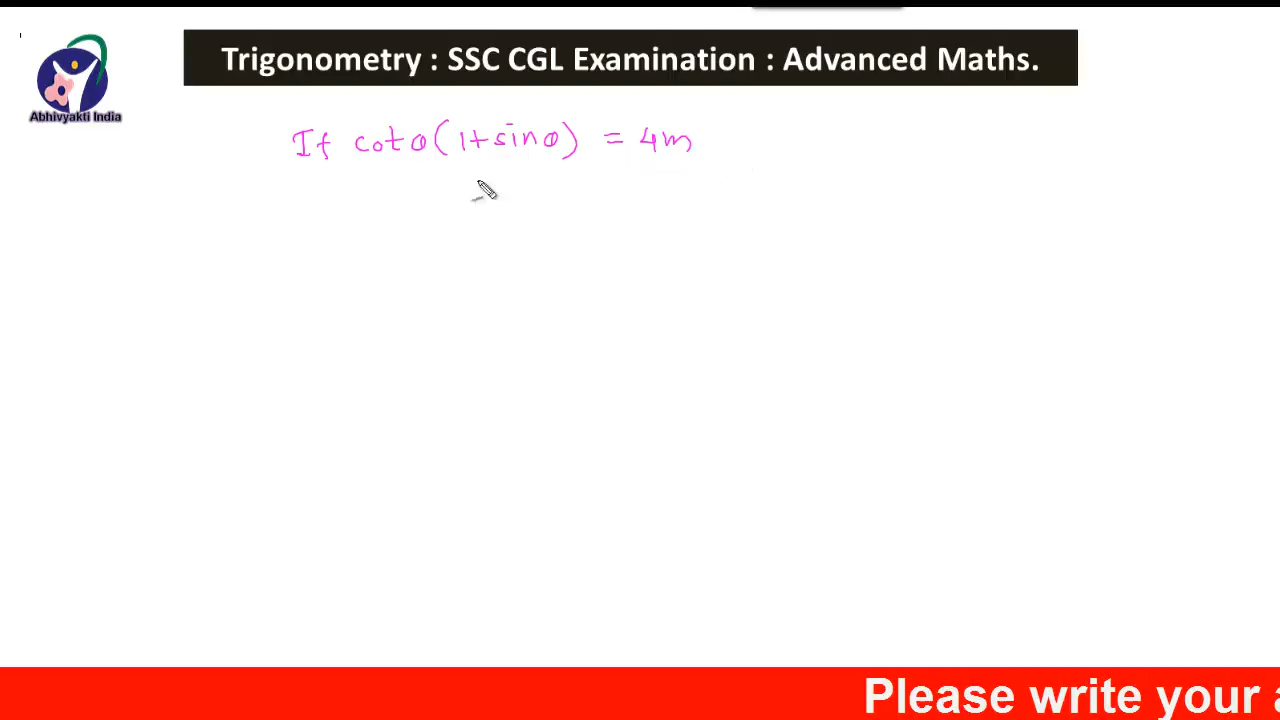 Trigonometry : SSC CGL Examination : Advanced Maths.
Abhivyakti India
If cotθ(1+sinθ) = 4m
Please write your a